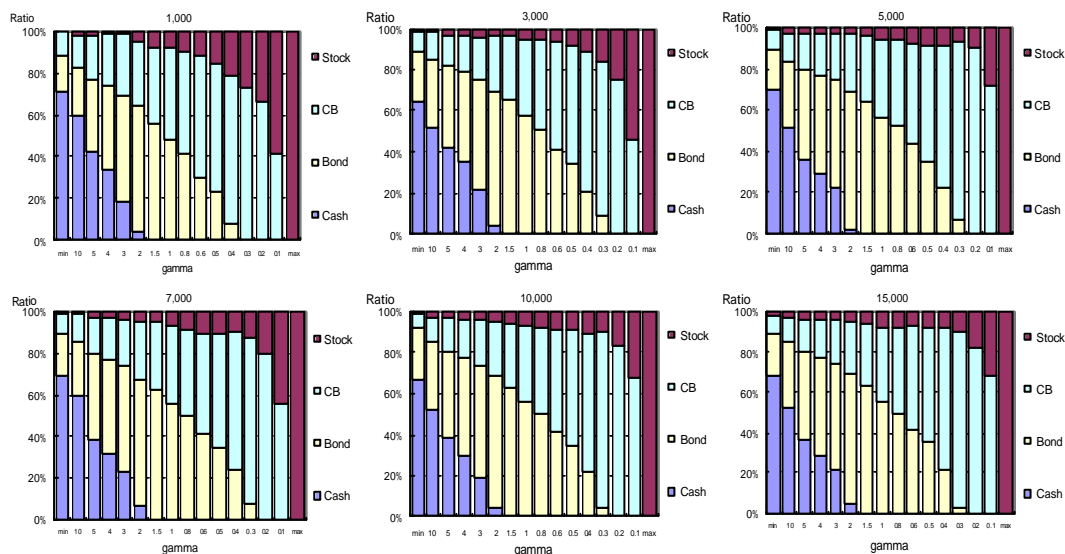 Ratio 1,000
100%
80%
60%
40%
20%
0%
Stock
CB
Bond
Cash
min 10 5 4 3 2 1.5 1 0.8 0.6 05 04 03 02 01 max
gamma
Ratio 3,000
100%
80%
60%
40%
20%
0%
Stock
CB
Bond
Cash
min 10 5 4 3 2 1.5 1 0.8 0.6 0.5 0.4 0.3 0.2 0.1 max
gamma
Ratio 5,000
100%
80%
60%
40%
20%
0%
Stock
CB
Bond
Cash
min 10 5 4 3 2 1.5 1 0.8 06 0.5 0.4 0.3 0.2 01 max
gamma
Ratio 7,000
100%
80%
60%
40%
20%
0%
Stock
CB
Bond
Cash
min 10 5 4 3 2 1.5 1 08 06 05 0.4 0.3 02 01 max
gamma
Ratio 10,000
100%
80%
60%
40%
20%
0%
Stock
CB
Bond
Cash
min 10 5 4 3 2 1.5 1 0.8 0.6 0.5 04 0.3 0.2 0.1 max
gamma
Ratio 15,000
100%
80%
60%
40%
20%
0%
Stock
CB
Bond
Cash
min 10 5 4 3 2 1.5 1 08 06 0.5 0.4 03 02 0.1 max
gamma